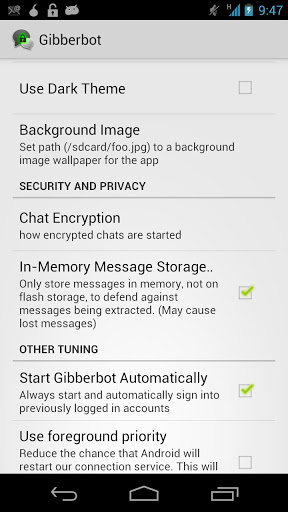 H
9:47
Gibberbot
Use Dark Theme
Background Image
Set path (/sdcard/foo.jpg) to a background
image wallpaper for the app
SECURITY AND PRIVACY
Chat Encryption
how encrypted chats are started
In-Memory Message Storage..
Only store messages in memory, not on
flash storage, to defend against
messages being extracted. (May cause
lost messages)
OTHER TUNING
Start Gibberbot Automatically
Always start and automatically sign into
previously logged in accounts
Use foreground priority
Reduce the chance that Android will
restart our connection service. This will